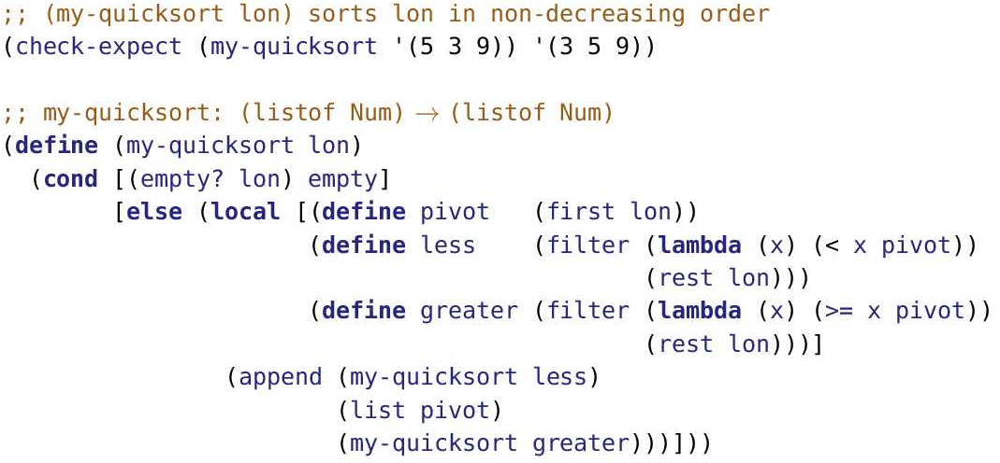 ;; (my-quicksort lon) sorts lon in non-decreasing order
(check-expect (my-quicksort '(5 3 9)) '(3 5 9))

;; my-quicksort: (listof Num) → (listof Num)
(define (my-quicksort lon)
  (cond [(empty? lon) empty]
        [else (local [(define pivot   (first lon))
                      (define less    (filter (lambda (x) (< x pivot))
                                              (rest lon)))
                      (define greater (filter (lambda (x) (>= x pivot))
                                              (rest lon)))]
                (append (my-quicksort less)
                        (list pivot)
                        (my-quicksort greater)))]))